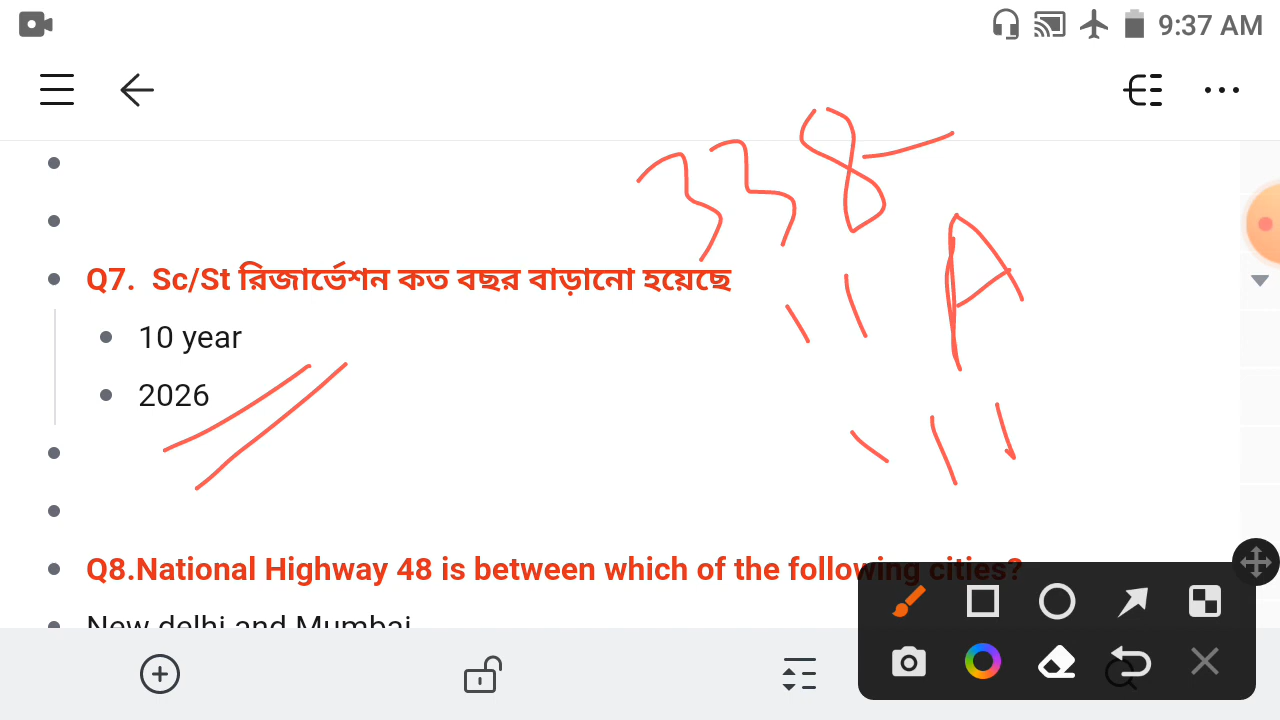 9:37 AM
338
Q7. Sc/St রিজার্ভেশন কত বছর বাড়ানো হয়েছে
A
10 year
2026
Q8.National Highway 48 is between which of the following cities?
New delhi and Mumbai